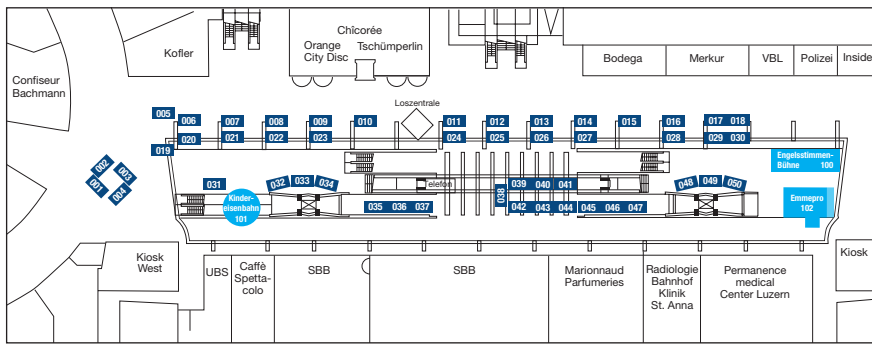 Chîcorée
Orange
City Disc
Tschümperlin
Kofler
Confiseur
Bachmann
Bodega
Merkur
VBL
Polizei
Inside
Loszentrale
005
006
007
008
009
010
011
012
013
014
015
016
017
018
020
021
022
023
024
025
026
027
028
029
030
019
002
003
001
004
031
032
033
034
elefon
038
039
040
041
048
049
050
Engelsstimmen-
Bühne 100
Kinder-
eisenbahn
101
035
036
037
042
043
044
045
046
047
Emmepro
102
Kiosk
West
UBS
Caffè
Spetta-
colo
SBB
SBB
Marionnaud
Parfumeries
Radiologie
Bahnhof
Klinik
St. Anna
Permanence
medical
Center Luzern
Kiosk